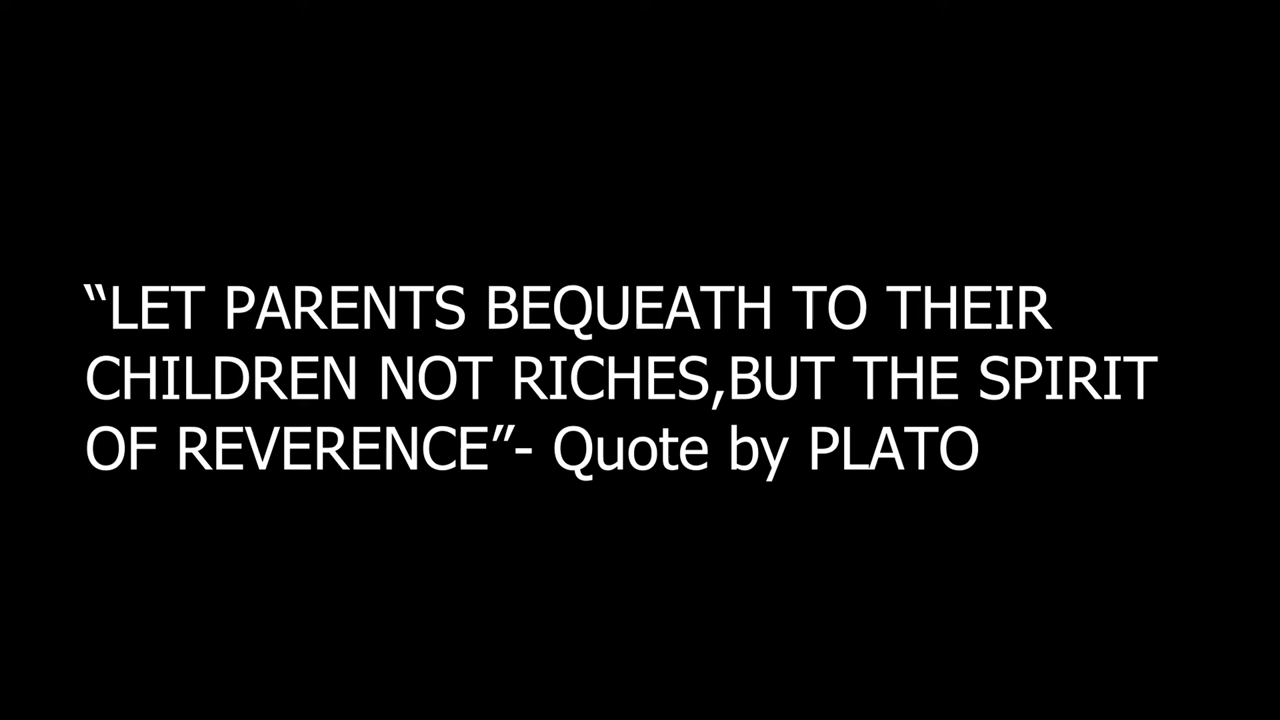 “LET PARENTS BEQUEATH TO THEIR
CHILDREN NOT RICHES,BUT THE SPIRIT
OF REVERENCE”- Quote by PLATO